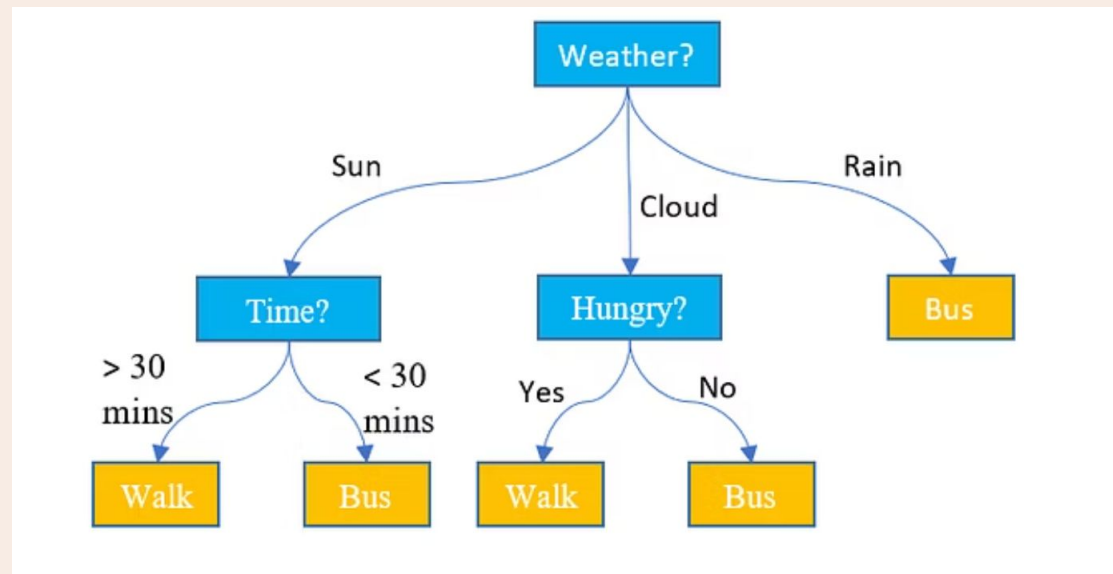 Weather?
Sun
Cloud
Rain
Time?
Hungry?
Bus
> 30
mins
< 30
mins
Yes
No
Walk
Bus
Walk
Bus